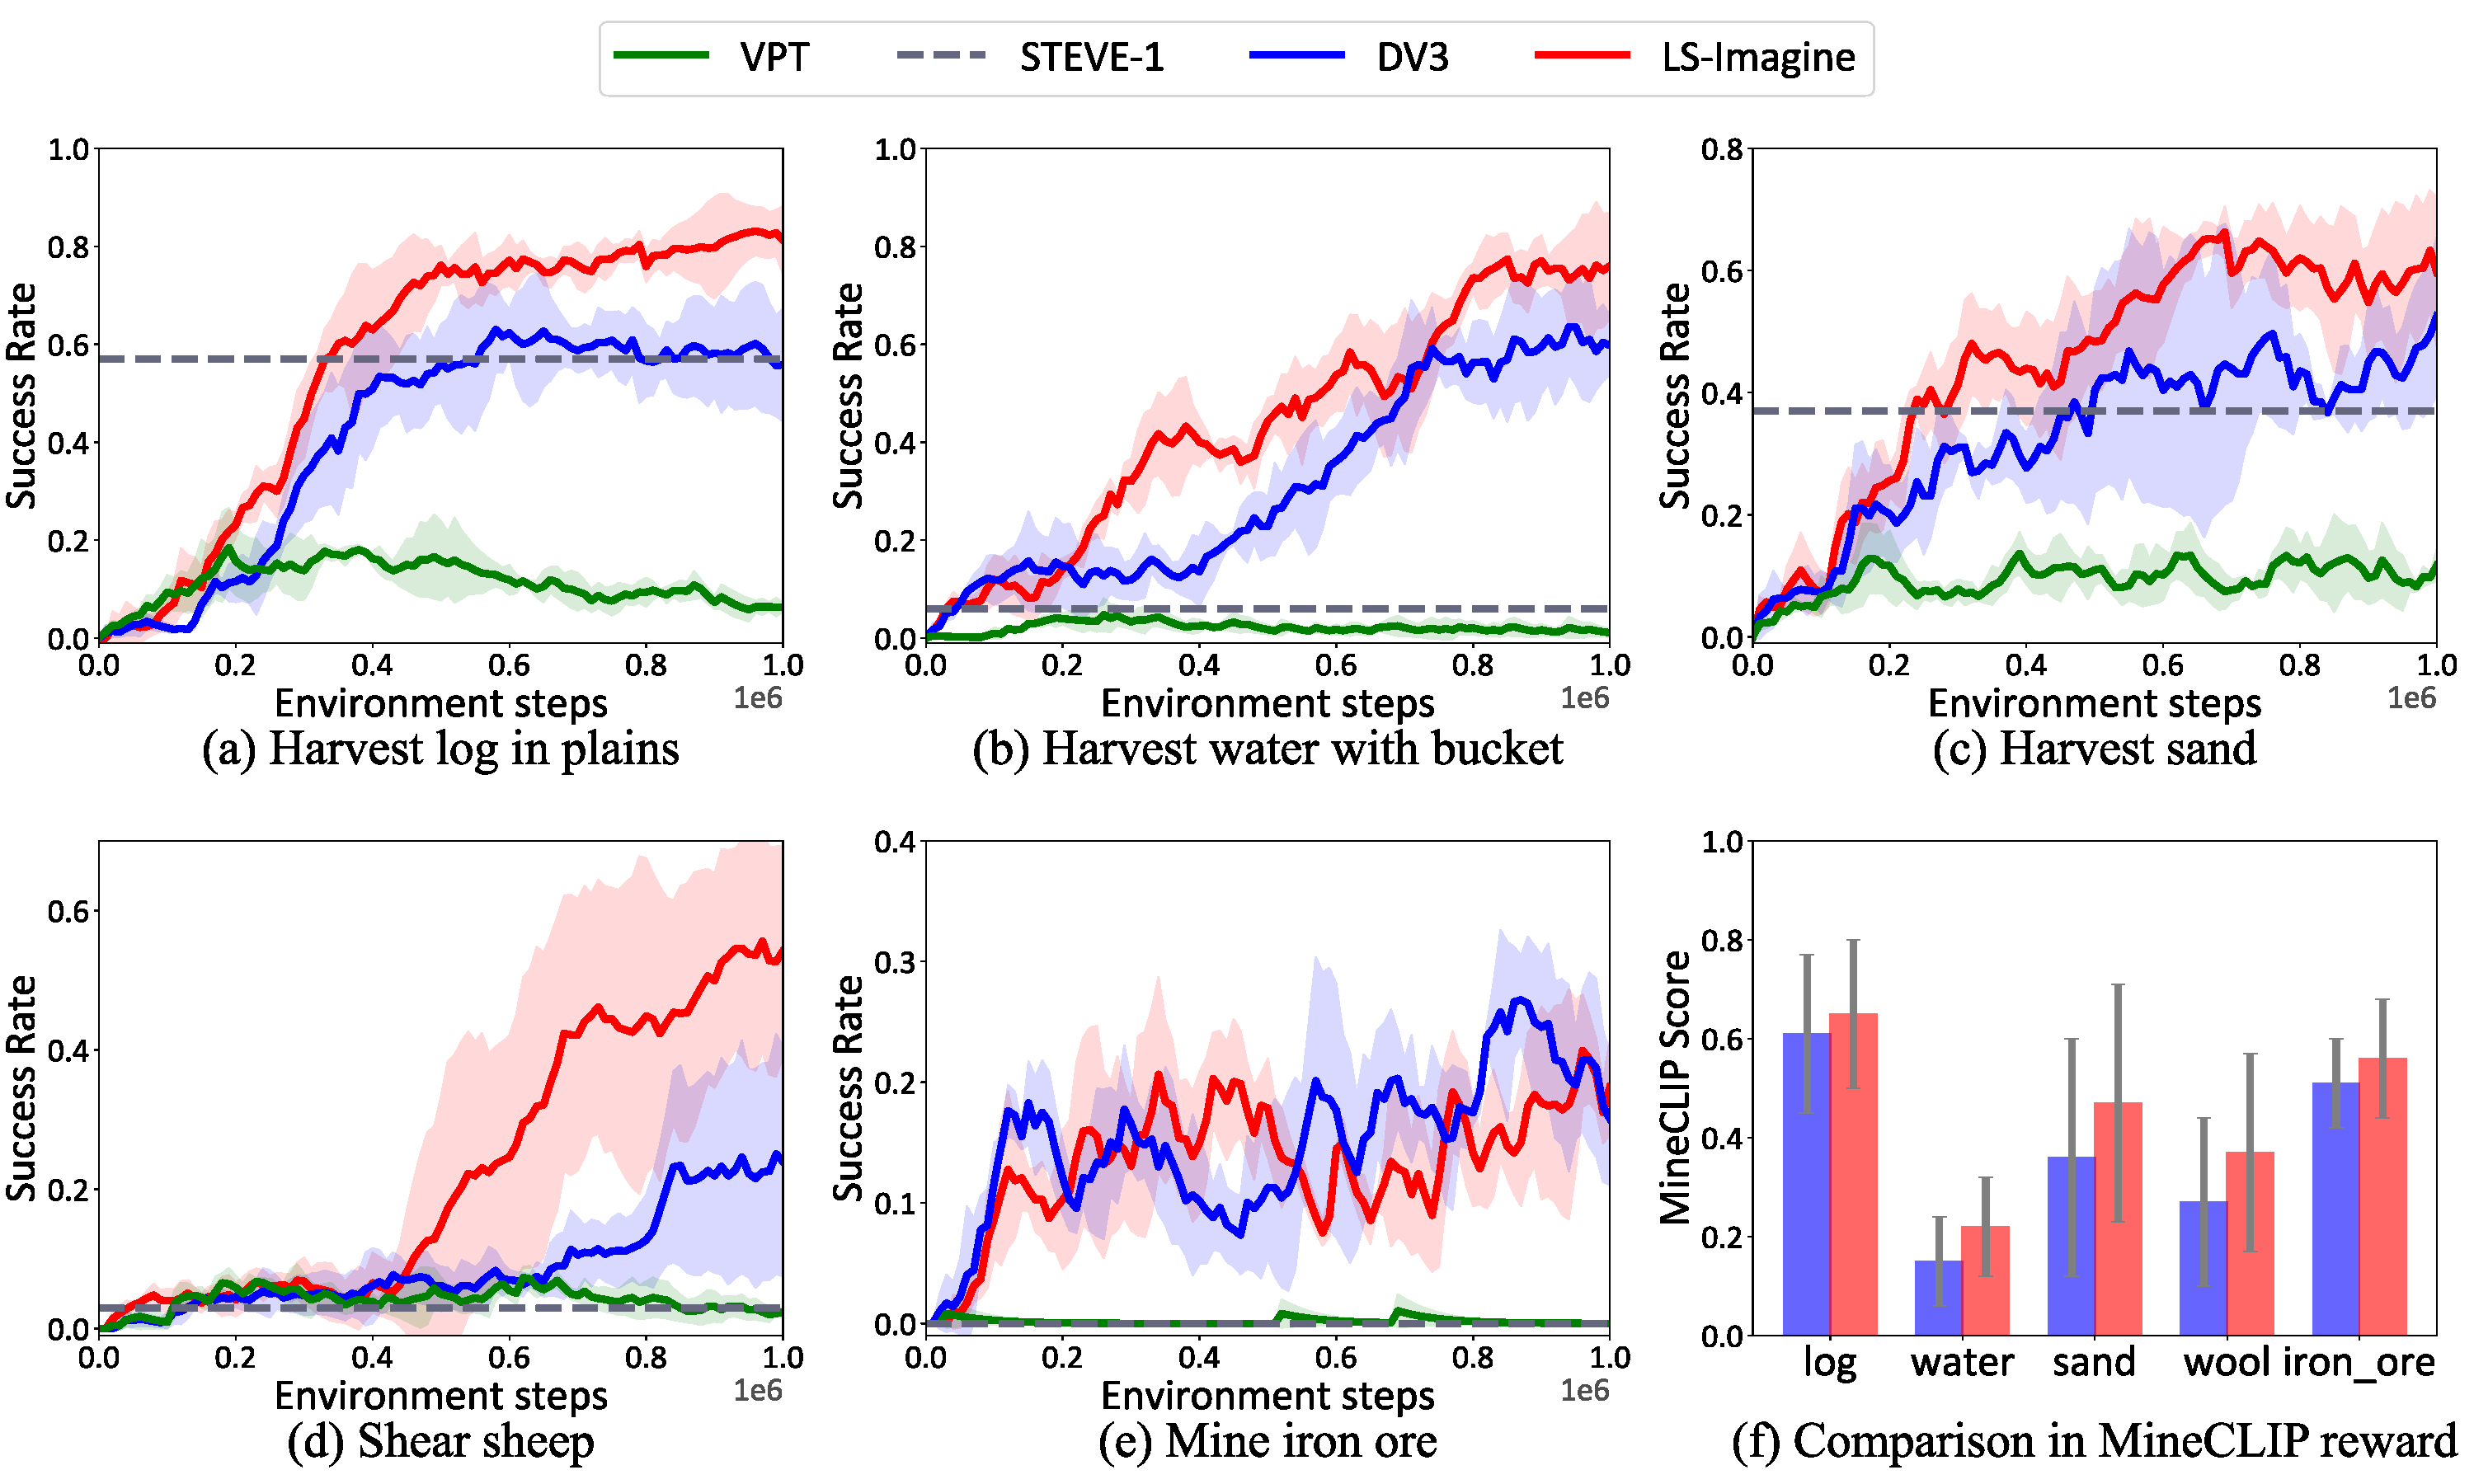 VPT STEVE-1 DV3 LS-Imagine
1.0
0.8
0.6
0.4
0.2
0.0
Success Rate
0.0 0.2 0.4 0.6 0.8 1.0
1e6
Environment steps
(a) Harvest log in plains
1.0
0.8
0.6
0.4
0.2
0.0
Success Rate
0.0 0.2 0.4 0.6 0.8 1.0
1e6
Environment steps
(b) Harvest water with bucket
0.8
0.6
0.4
0.2
0.0
Success Rate
0.0 0.2 0.4 0.6 0.8 1.0
1e6
Environment steps
(c) Harvest sand
0.6
0.4
0.2
0.0
Success Rate
0.0 0.2 0.4 0.6 0.8 1.0
1e6
Environment steps
(d) Shear sheep
0.4
0.3
0.2
0.1
0.0
Success Rate
0.0 0.2 0.4 0.6 0.8 1.0
1e6
Environment steps
(e) Mine iron ore
1.0
0.8
0.6
0.4
0.2
0.0
MineCLIP Score
log water sand wool iron_ore
(f) Comparison in MineCLIP reward